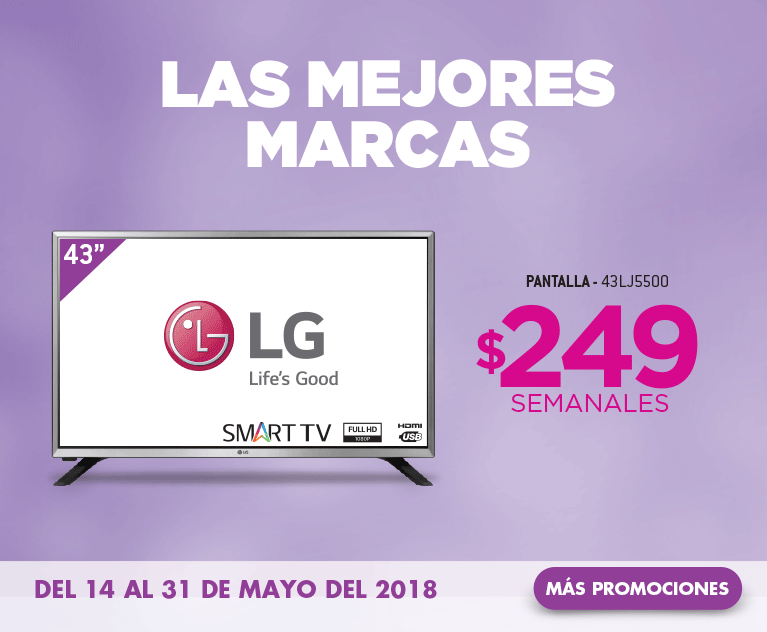 LAS MEJORES
MARCAS
43”
LG
Life's Good
SMART TV
FULL HD
1080P
HDMI
USB
LG
PANTALLA - 43LJ5500
$249
SEMANALES
DEL 14 AL 31 DE MAYO DEL 2018
MÁS PROMOCIONES